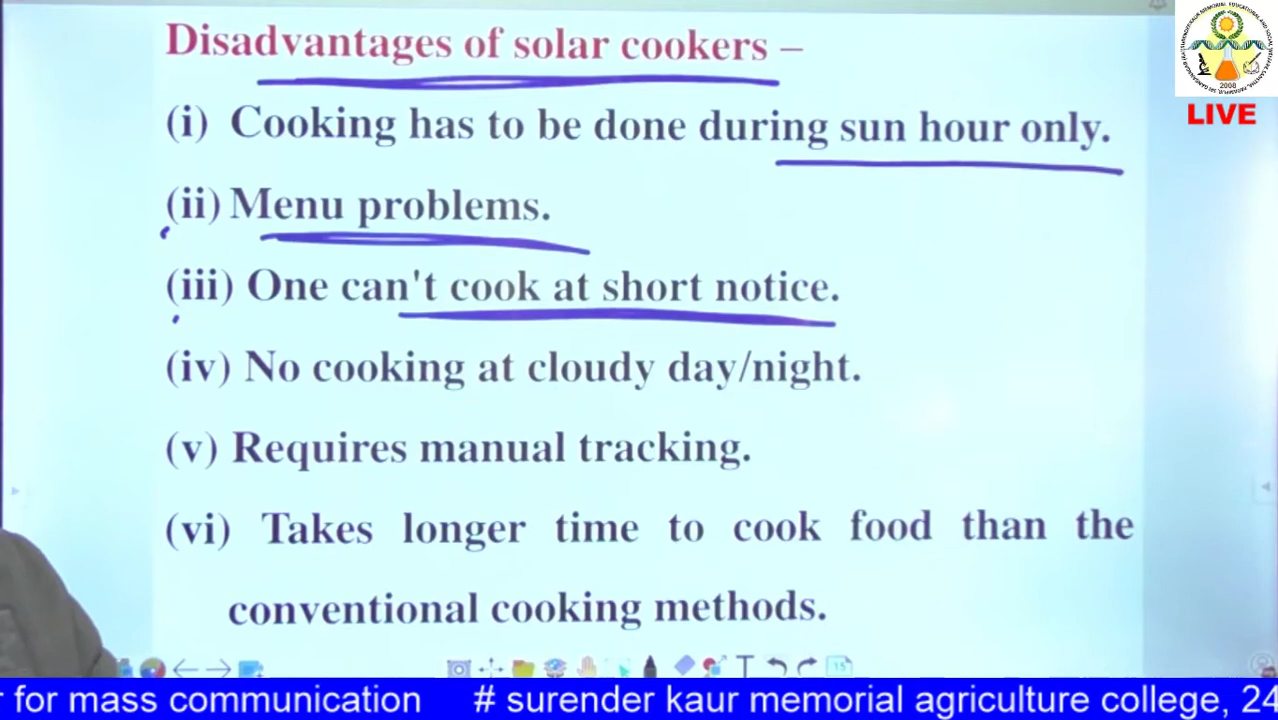 Disadvantages of solar cookers –
(i) Cooking has to be done during sun hour only.
(ii) Menu problems.
(iii) One can't cook at short notice.
(iv) No cooking at cloudy day/night.
(v) Requires manual tracking.
(vi) Takes longer time to cook food than the
conventional cooking methods.
2008
LIVE
15
r for mass communication # surender kaur memorial agriculture college, 24